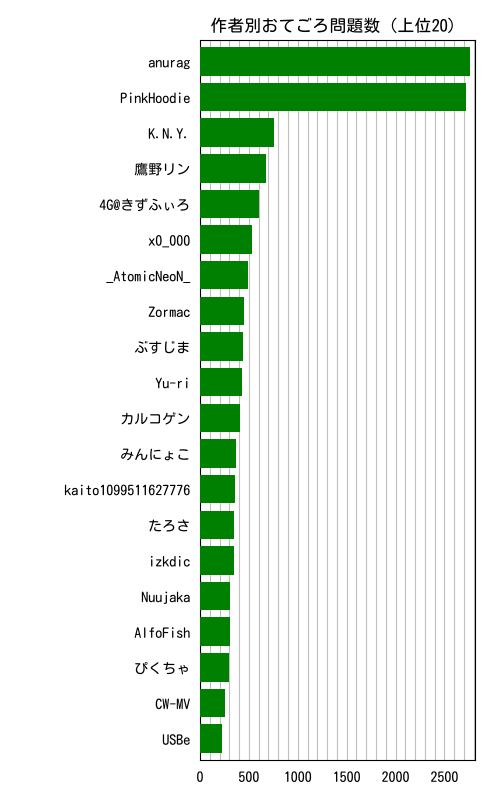 作者別おてごろ問題数 (上位20)
anurag
PinkHoodie
K.N.Y.
鷹野リン
4G@きずふぃろ
x0_000
_AtomicNeoN_
Zormac
ぶすじま
Yu-ri
カルコゲン
みんにょこ
kaito1099511627776
たろさ
izkdic
Nuujaka
AlfoFish
ぴくちゃ
CW-MV
USBe
0 500 1000 1500 2000 2500